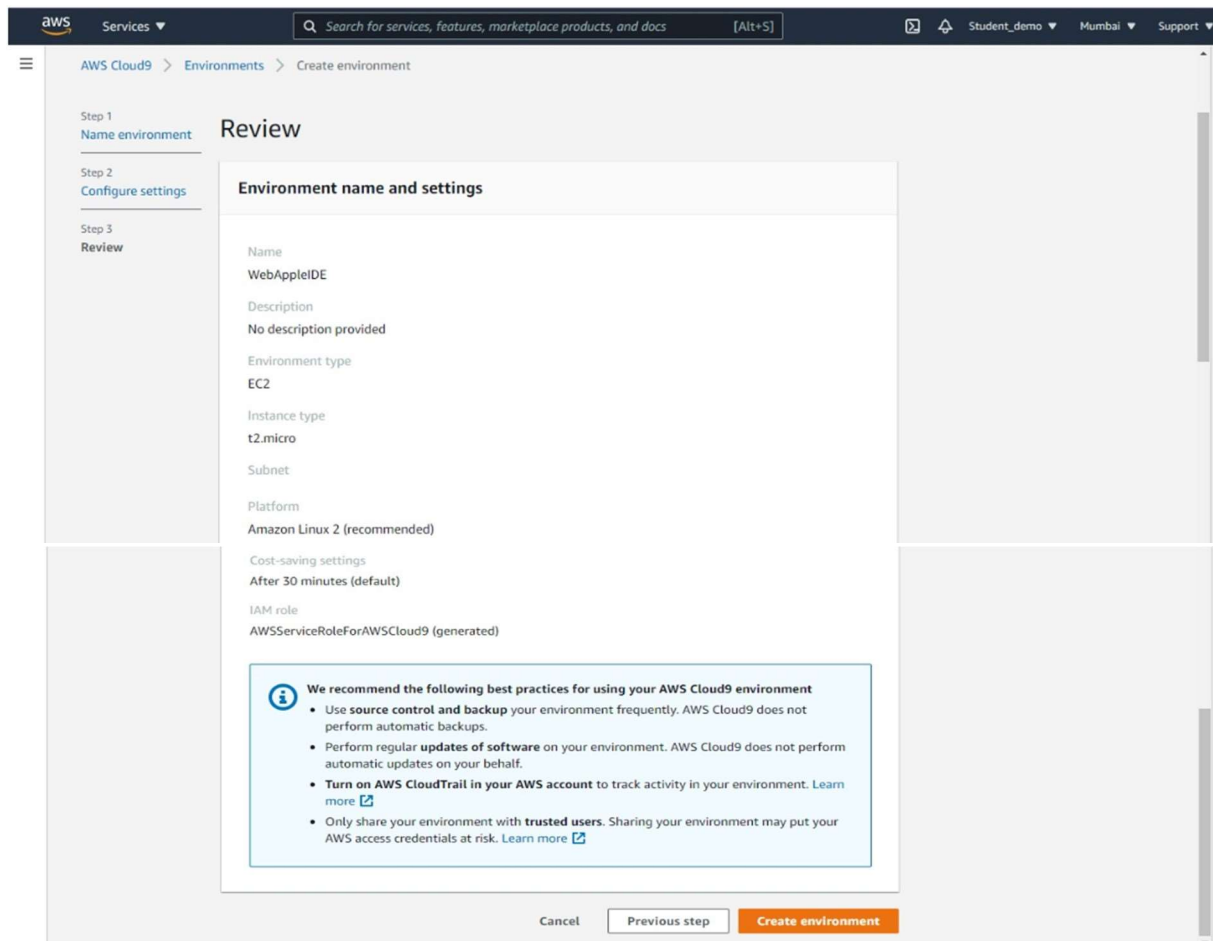 aws
Services ▼
Search for services, features, marketplace products, and docs [Alt+S]
Student_demo ▼
Mumbai ▼
Support ▼
AWS Cloud9 > Environments > Create environment
Step 1
Name environment
Step 2
Configure settings
Step 3
Review
Review
Environment name and settings
Name
WebAppleIDE
Description
No description provided
Environment type
EC2
Instance type
t2.micro
Subnet
Platform
Amazon Linux 2 (recommended)
Cost-saving settings
After 30 minutes (default)
IAM role
AWSServiceRoleForAWSCloud9 (generated)
We recommend the following best practices for using your AWS Cloud9 environment
• Use source control and backup your environment frequently. AWS Cloud9 does not
perform automatic backups.
• Perform regular updates of software on your environment. AWS Cloud9 does not perform
automatic updates on your behalf.
• Turn on AWS CloudTrail in your AWS account to track activity in your environment. Learn
more
• Only share your environment with trusted users. Sharing your environment may put your
AWS access credentials at risk. Learn more
Cancel
Previous step
Create environment